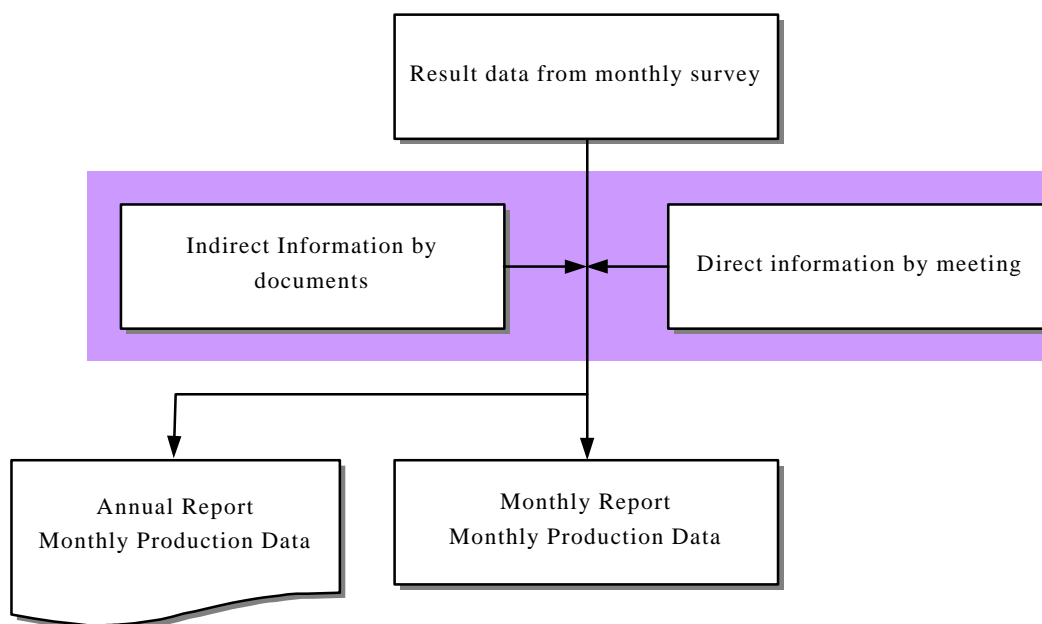 Result data from monthly survey
Indirect Information by
documents
Direct information by meeting
Annual Report
Monthly Production Data
Monthly Report
Monthly Production Data